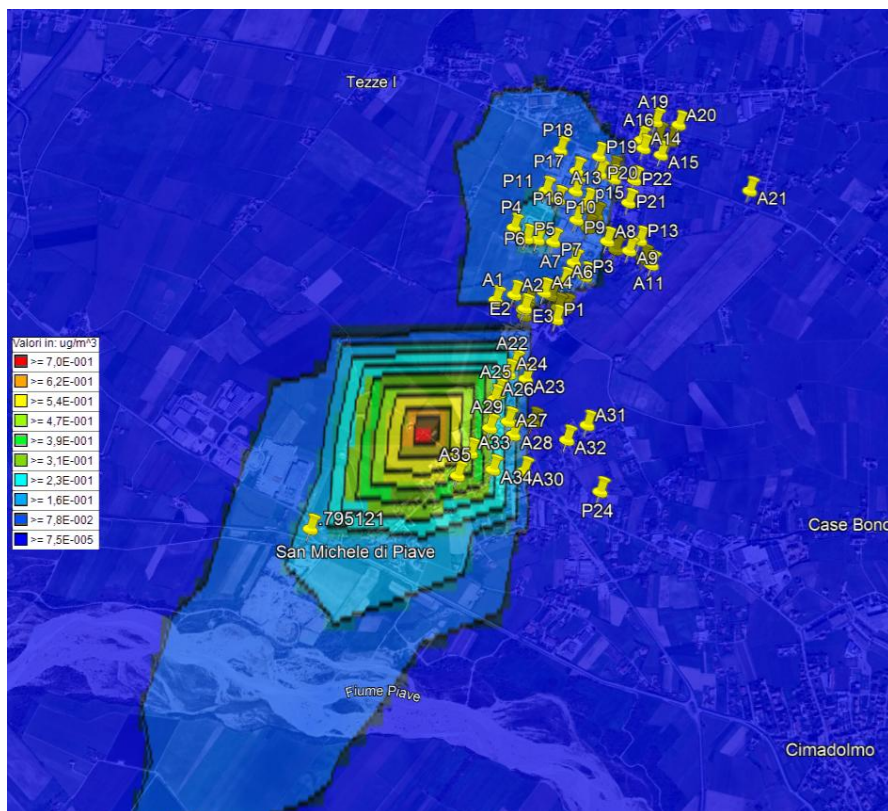 Tezze I
A19
A20
A16
A14
A15
P18
P19
P17
A13
P20
P22
P11
P16
p15
P21
A21
P4
P10
P9
P6
P5
P7
A8
P13
A9
A7
P3
A11
A6
A1
A2
A4
E2
E3
P1
Valori in: ug/m^3
>= 7,0E-001
>= 6,2E-001
>= 5,4E-001
>= 4,7E-001
>= 3,9E-001
>= 3,1E-001
>= 2,3E-001
>= 1,6E-001
>= 7,8E-002
>= 7,5E-005
A22
A24
A25
A23
A26
A29
A27
A31
A33
A28
A32
A35
A34
A30
P24
.795121
Case Bonc
San Michele di Piave
Fiume Piave
Cimadolmo